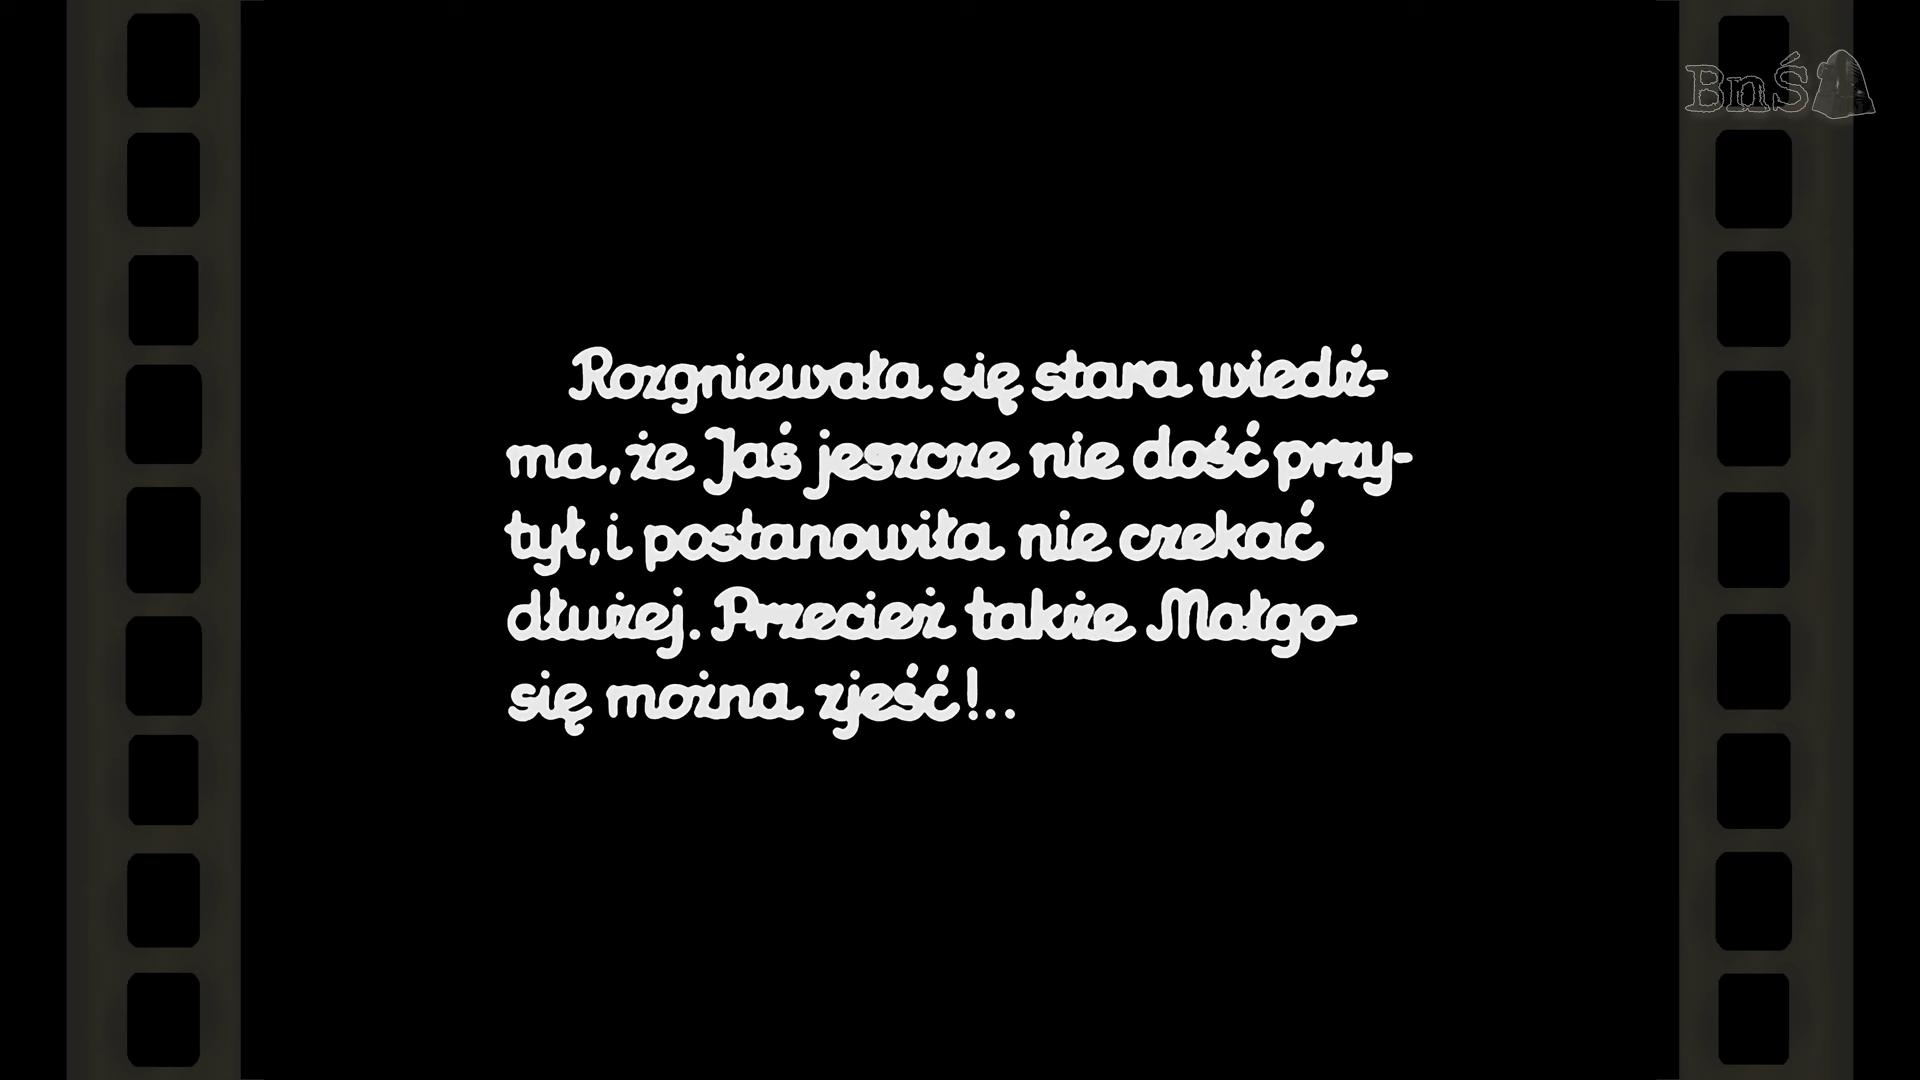 BnŚ
Rozgniewała się stara wiedź-
ma, że Jaś jeszcze nie dość przy-
tył, i postanowiła nie czekać
dłużej. Przecież także Małgo-
się można zjeść!..